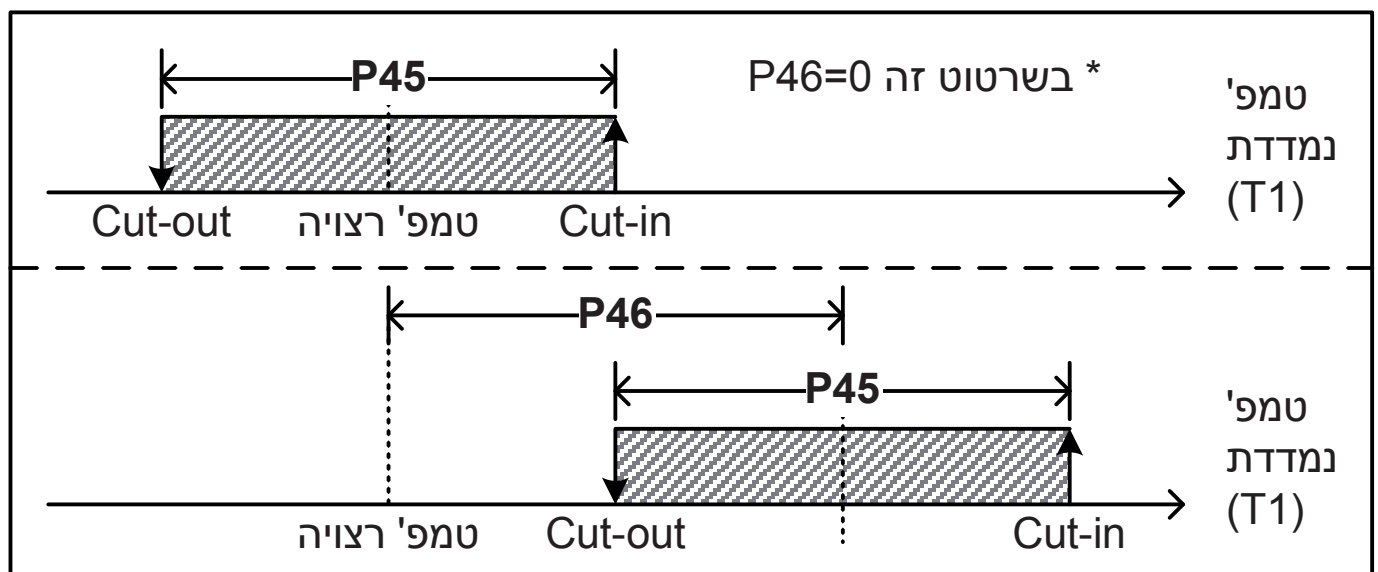 P45
* בשרטוט זה P46=0
טמפ'
נמדדת
(T1)
Cut-out
טמפ' רצויה
Cut-in
P46
P45
טמפ'
נמדדת
(T1)
טמפ' רצויה
Cut-out
Cut-in